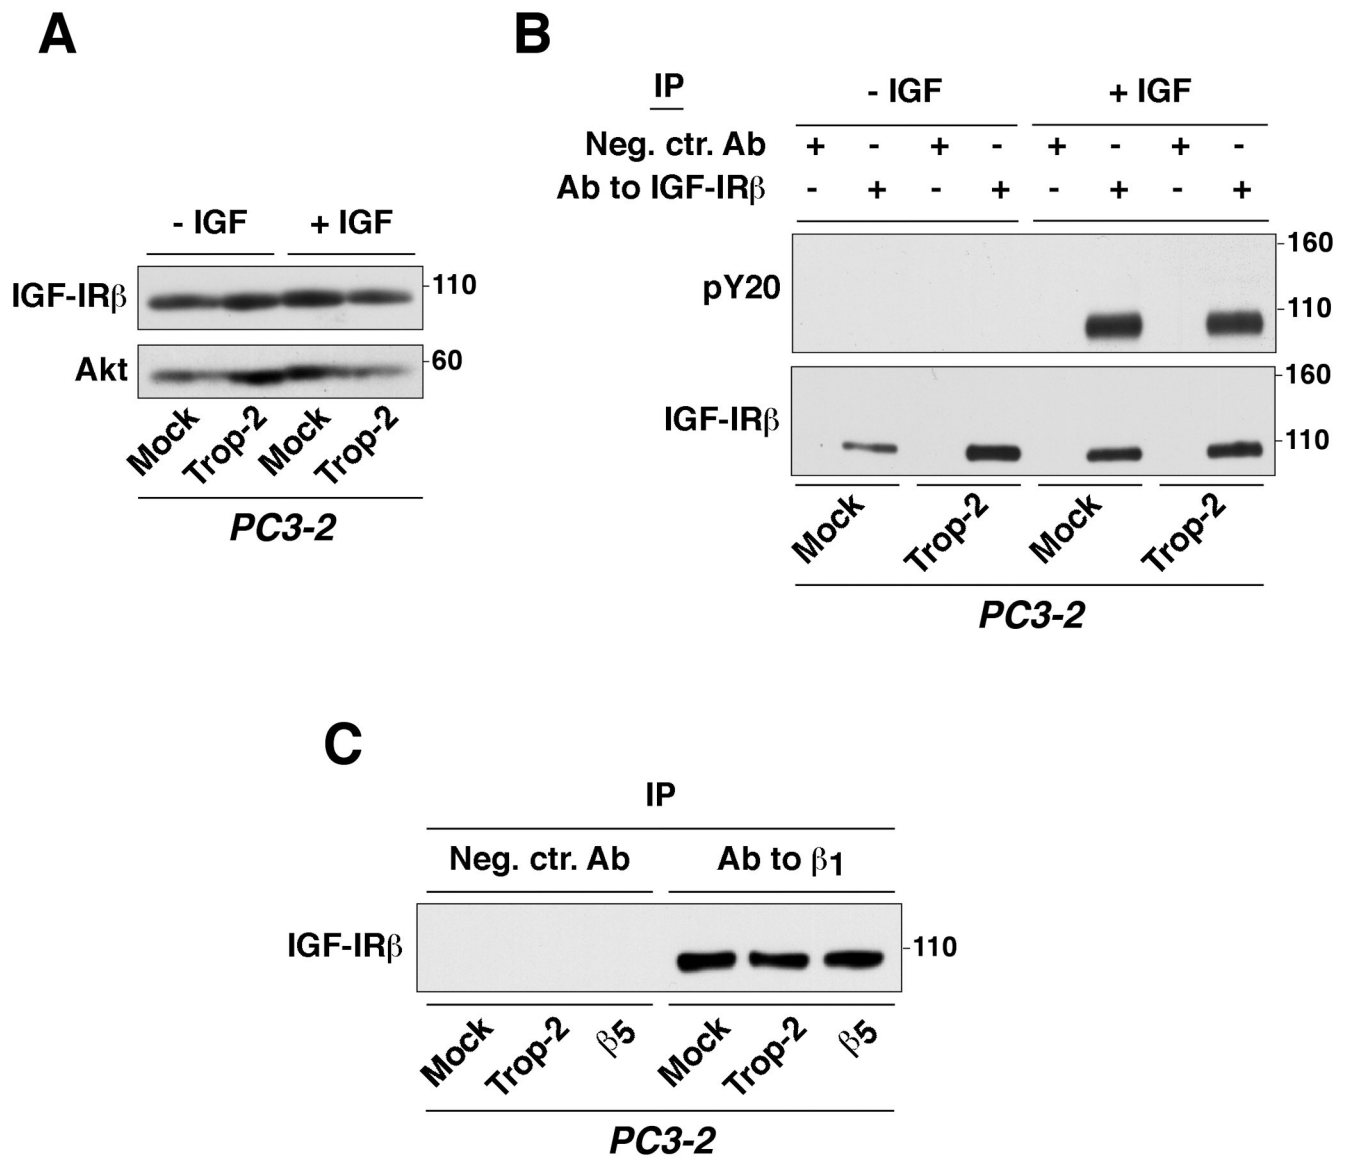 A
- IGF + IGF
IGF-IRβ 110
Akt 60
Mock Trop-2 Mock Trop-2
PC3-2
B
IP - IGF + IGF
Neg. ctr. Ab + - + - + - + -
Ab to IGF-IRβ - + - + - + - +
160
pY20 110
160
IGF-IRβ 110
Mock Trop-2 Mock Trop-2
PC3-2
C
IP
Neg. ctr. Ab Ab to β1
IGF-IRβ 110
Mock Trop-2 β5 Mock Trop-2 β5
PC3-2